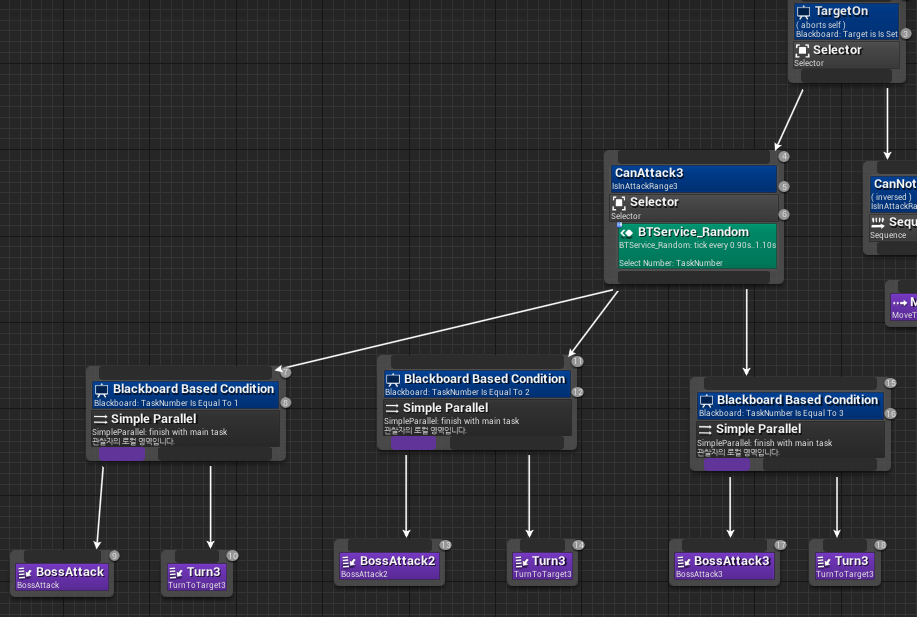 TargetOn
( aborts self )
Blackboard: Target is Is Set
3
Selector
Selector
4
CanAttack3
IsInAttackRange3
5
Selector
Selector
6
BTService_Random
BTService_Random: tick every 0.90s..1.10s
Select Number: TaskNumber
CanNot
( inversed )
IsInAttackRa
Sequ
Sequence
M
MoveT
7
Blackboard Based Condition
Blackboard: TaskNumber Is Equal To 1
8
Simple Parallel
SimpleParallel: finish with main task
관찰자의 로컬 영역입니다.
11
Blackboard Based Condition
Blackboard: TaskNumber Is Equal To 2
12
Simple Parallel
SimpleParallel: finish with main task
관찰자의 로컬 영역입니다.
15
Blackboard Based Condition
Blackboard: TaskNumber Is Equal To 3
16
Simple Parallel
SimpleParallel: finish with main task
관찰자의 로컬 영역입니다.
9
BossAttack
BossAttack
10
Turn3
TurnToTarget3
13
BossAttack2
BossAttack2
14
Turn3
TurnToTarget3
17
BossAttack3
BossAttack3
18
Turn3
TurnToTarget3